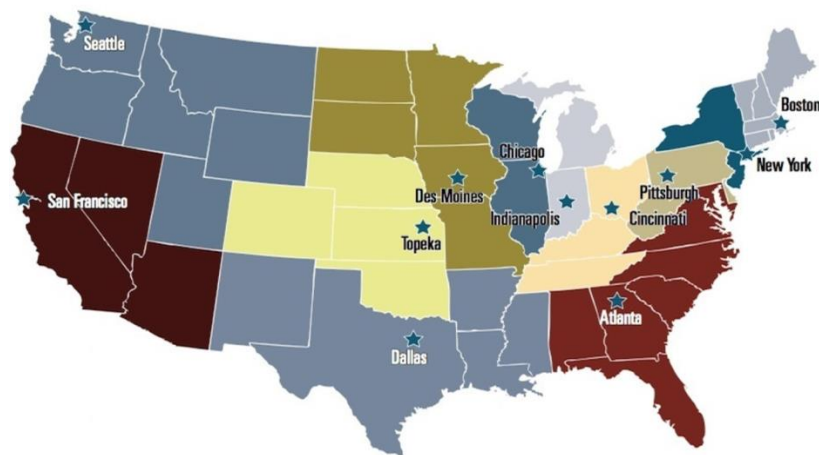 Seattle
Boston
Chicago
New York
Des Moines
Pittsburgh
San Francisco
Indianapolis
Cincinnati
Topeka
Atlanta
Dallas